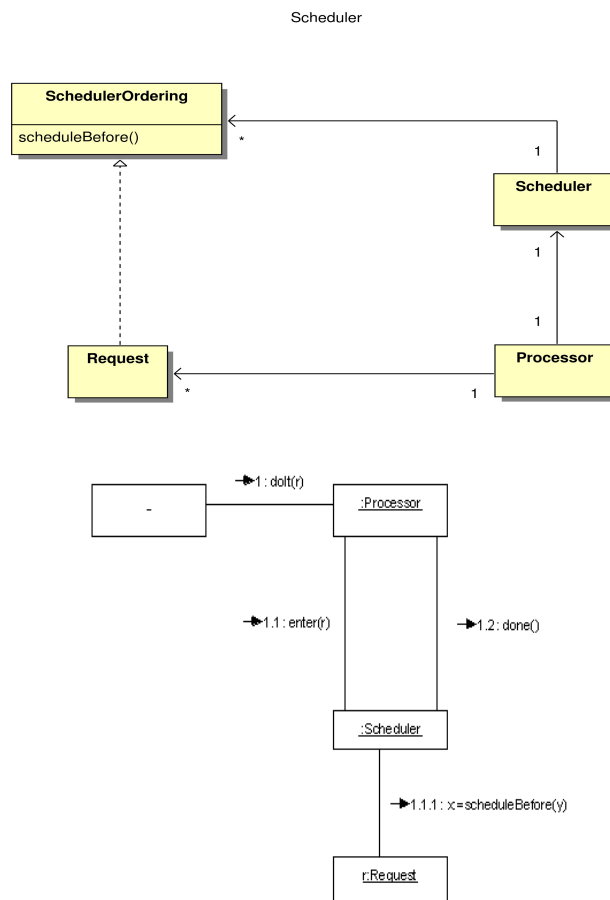 Scheduler
SchedulerOrdering
scheduleBefore()
*
1
Scheduler
1
1
Request
Processor
*
1
1 : doIt(r)
-
:Processor
1.1 : enter(r)
1.2 : done()
:Scheduler
1.1.1 : x:=scheduleBefore(y)
r:Request